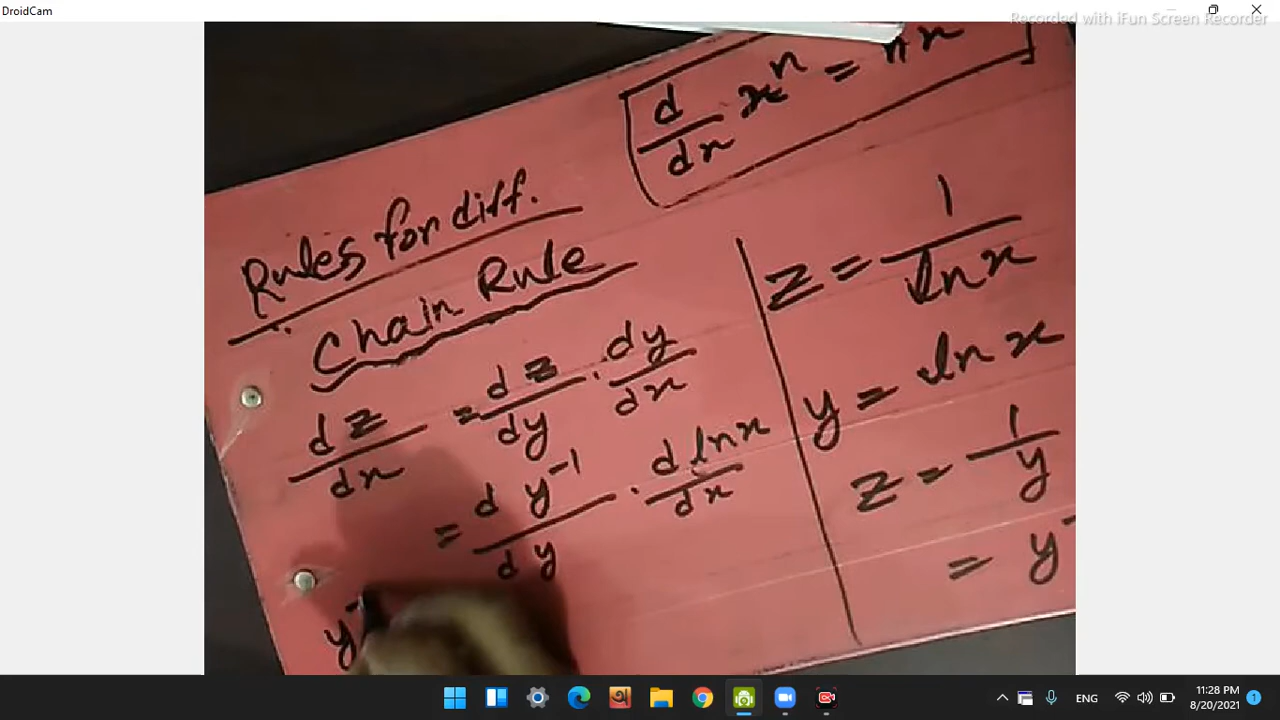 DroidCam
Recorded with iFun Screen Recorder
d/dx x^n = nx
Rules for diff.
Chain Rule
dz/dx = dz/dy . dy/dx
= d y^-1/dy . d ln x/dx
y^-
z = 1/ln x
y = ln x
z = 1/y
= y^-
ENG
11:28 PM
8/20/2021
1